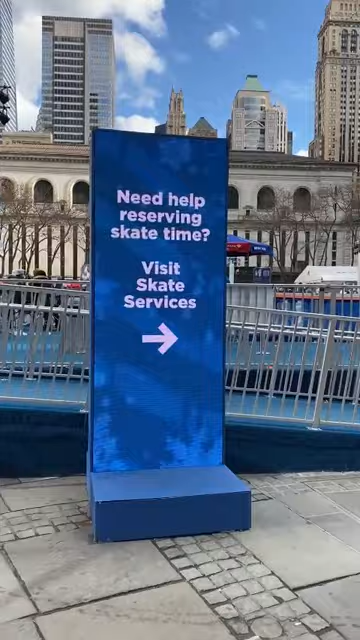 Need help
reserving
skate time?
Visit
Skate
Services